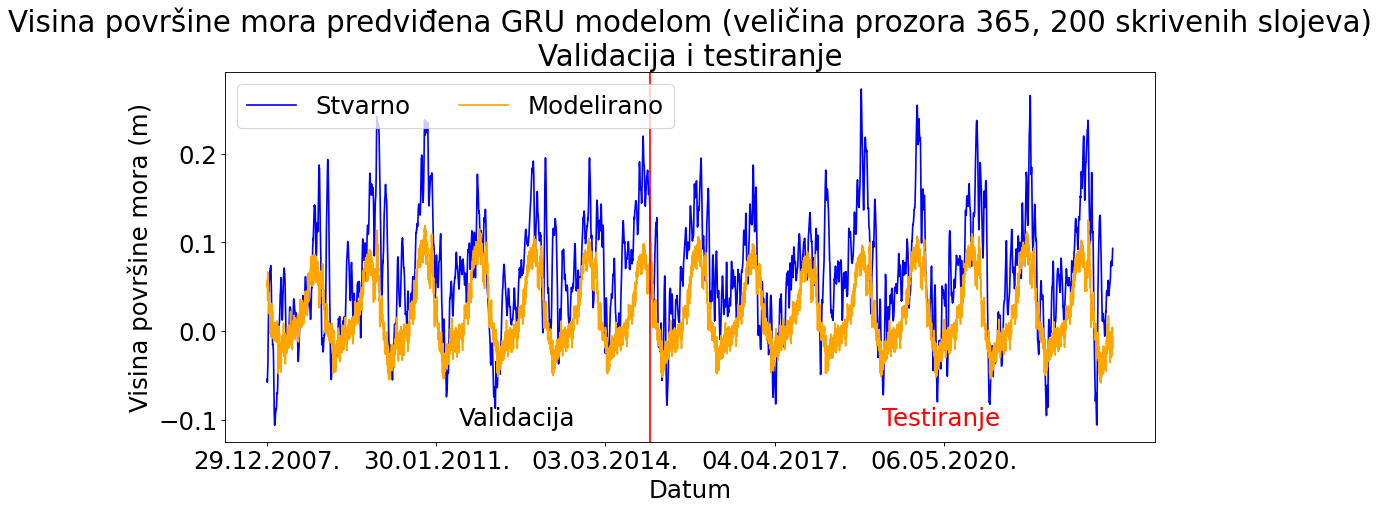 Visina površine mora predviđena GRU modelom (veličina prozora 365, 200 skrivenih slojeva)
Validacija i testiranje
Stvarno
Modelirano
Visina površine mora (m)
0.2
0.1
0.0
−0.1
Validacija
Testiranje
29.12.2007.
30.01.2011.
03.03.2014.
04.04.2017.
06.05.2020.
Datum